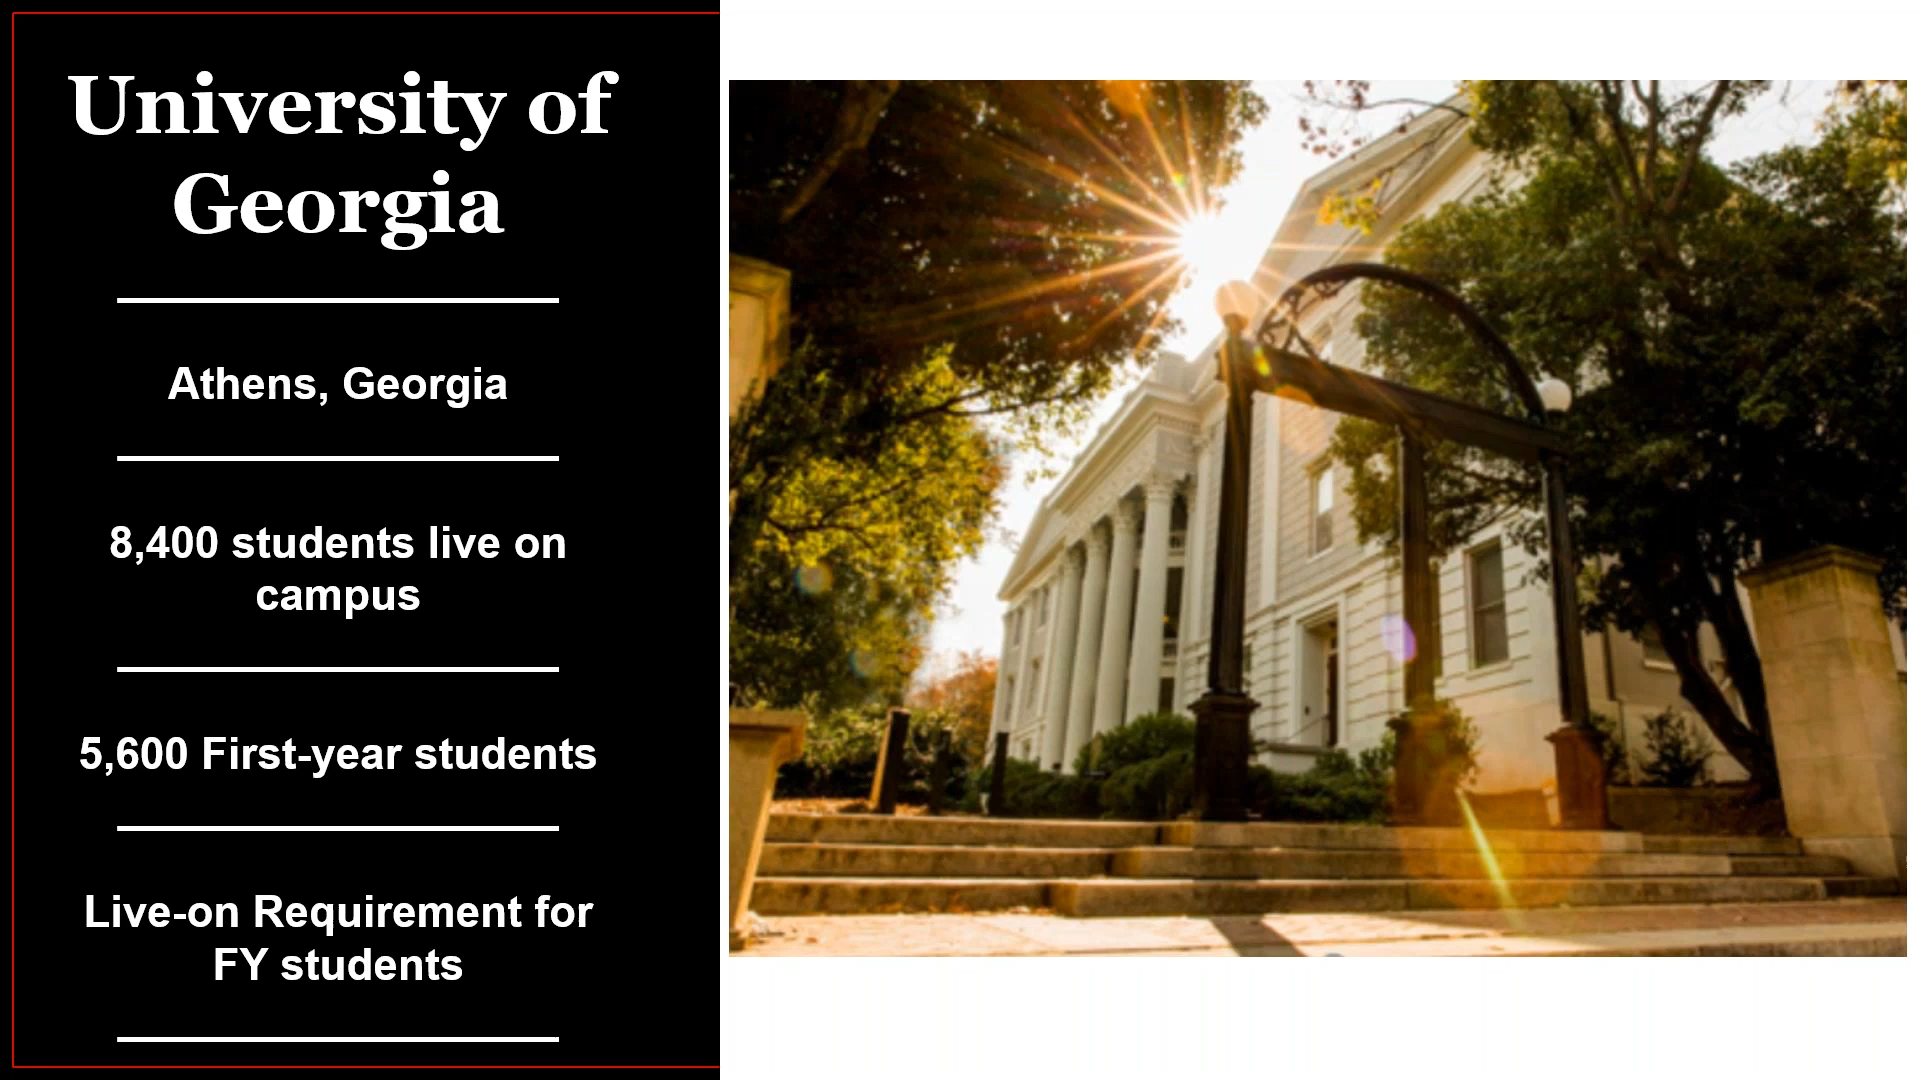 University of
Georgia
Athens, Georgia
8,400 students live on
campus
5,600 First-year students
Live-on Requirement for
FY students